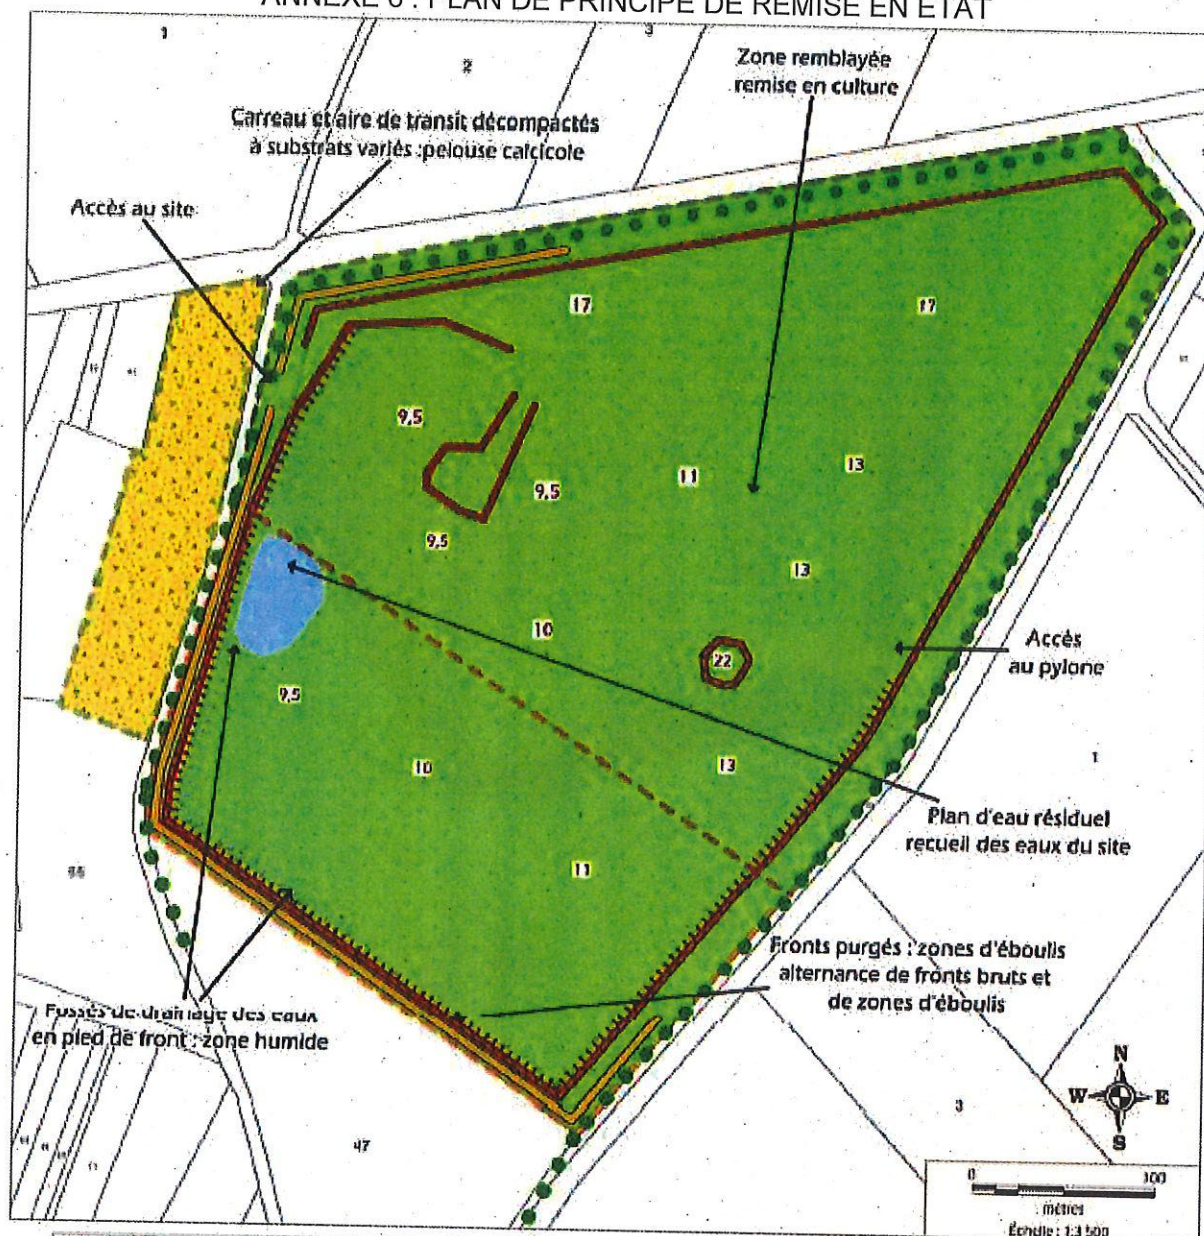 ANNEXE 6 : PLAN DE PRINCIPE DE REMISE EN ETAT
2
3
Zone remblayée
remise en culture
Carreau et aire de transit décompactés
à substrats variés : pelouse calcicole
Accès au site
17
17
9,5
9,5
11
13
9,5
13
10
22
Accès
au pylone
9,5
10
13
1
Plan d'eau résiduel
recueil des eaux du site
11
Fronts purgés : zones d'éboulis
alternance de fronts bruts et
de zones d'éboulis
Fossés de drainage des eaux
en pied de front : zone humide
47
3
N
W E
S
0 100
mètres
Échelle : 1:3 500